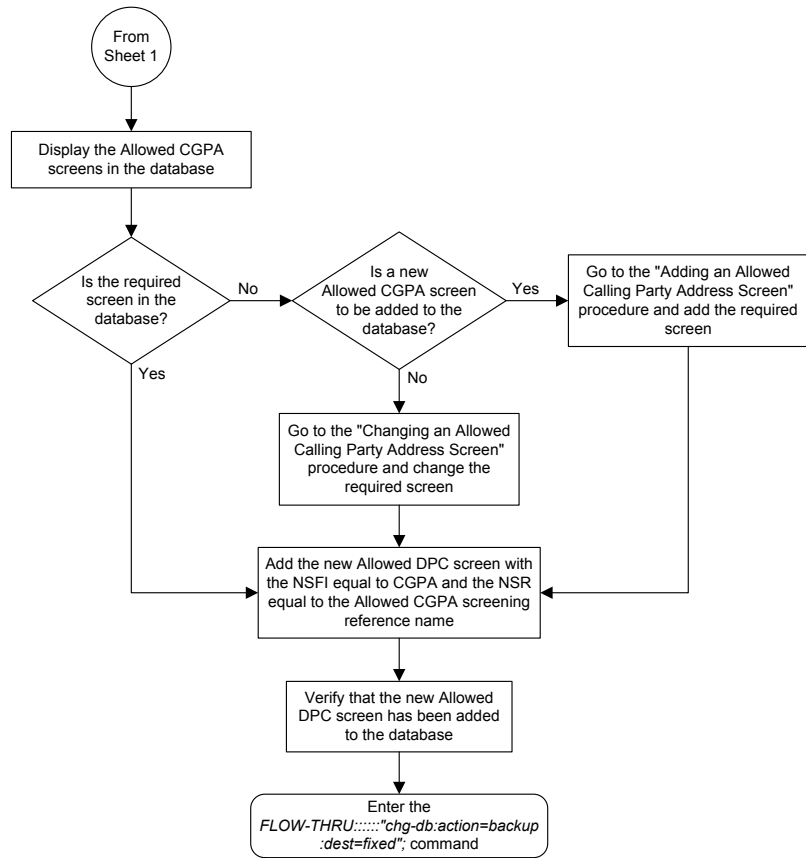 From
Sheet 1
Display the Allowed CGPA
screens in the database
Is the required
screen in the
database?
No
Yes
Is a new
Allowed CGPA screen
to be added to the
database?
Yes
No
Go to the "Adding an Allowed
Calling Party Address Screen"
procedure and add the required
screen
Go to the "Changing an Allowed
Calling Party Address Screen"
procedure and change the
required screen
Add the new Allowed DPC screen with
the NSFI equal to CGPA and the NSR
equal to the Allowed CGPA screening
reference name
Verify that the new Allowed
DPC screen has been added
to the database
Enter the
FLOW-THRU::::::"chg-db:action=backup
:dest=fixed"; command